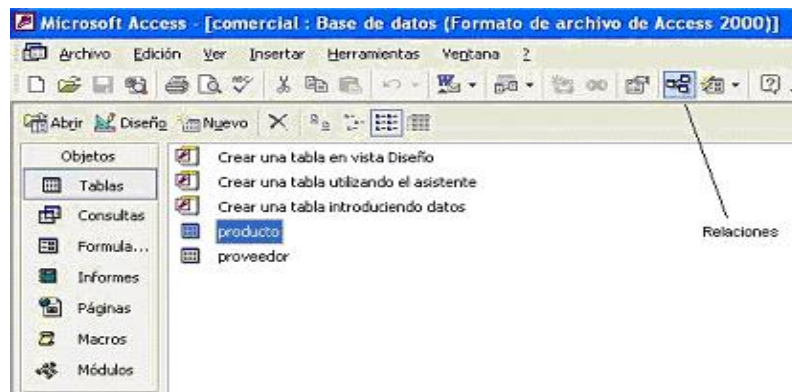 Microsoft Access - [comercial : Base de datos (Formato de archivo de Access 2000)]
Archivo Edición Ver Insertar Herramientas Ventana ?
Abrir Diseño Nuevo
Objetos
Tablas
Consultas
Formula...
Informes
Páginas
Macros
Módulos
Crear una tabla en vista Diseño
Crear una tabla utilizando el asistente
Crear una tabla introduciendo datos
producto
proveedor
Relaciones